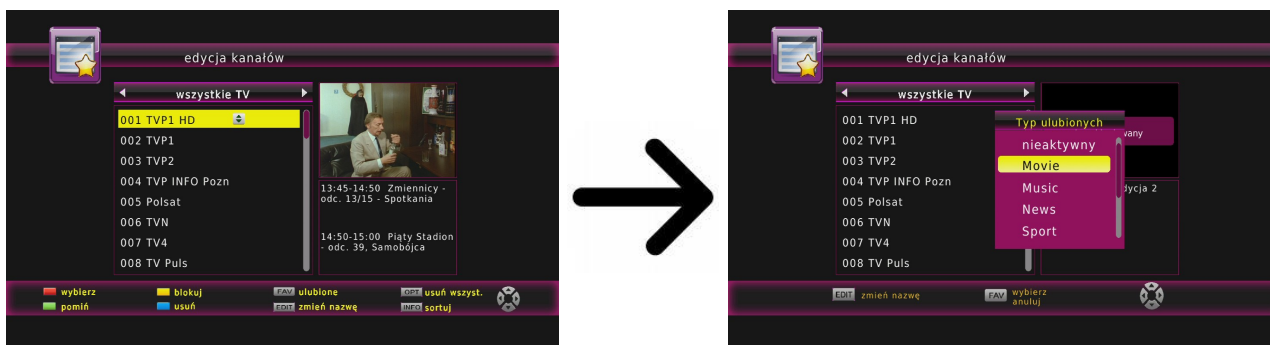 edycja kanałów
wszystkie TV
001 TVP1 HD
002 TVP1
003 TVP2
004 TVP INFO Pozn
005 Polsat
006 TVN
007 TV4
008 TV Puls
13:45-14:50 Zmiennicy -
odc. 13/15 - Spotkania
14:50-15:00 Piąty Stadion
- odc. 39, Samobójca
wybierz
blokuj
FAV ulubione
OPT usuń wszyst.
pomiń
usuń
EDIT zmień nazwę
INFO sortuj
edycja kanałów
wszystkie TV
001 TVP1 HD
002 TVP1
003 TVP2
004 TVP INFO Pozn
005 Polsat
006 TVN
007 TV4
008 TV Puls
Typ ulubionych
nieaktywny
Movie
Music
News
Sport
wany
dycja 2
EDIT zmień nazwę
FAV wybierz
anuluj